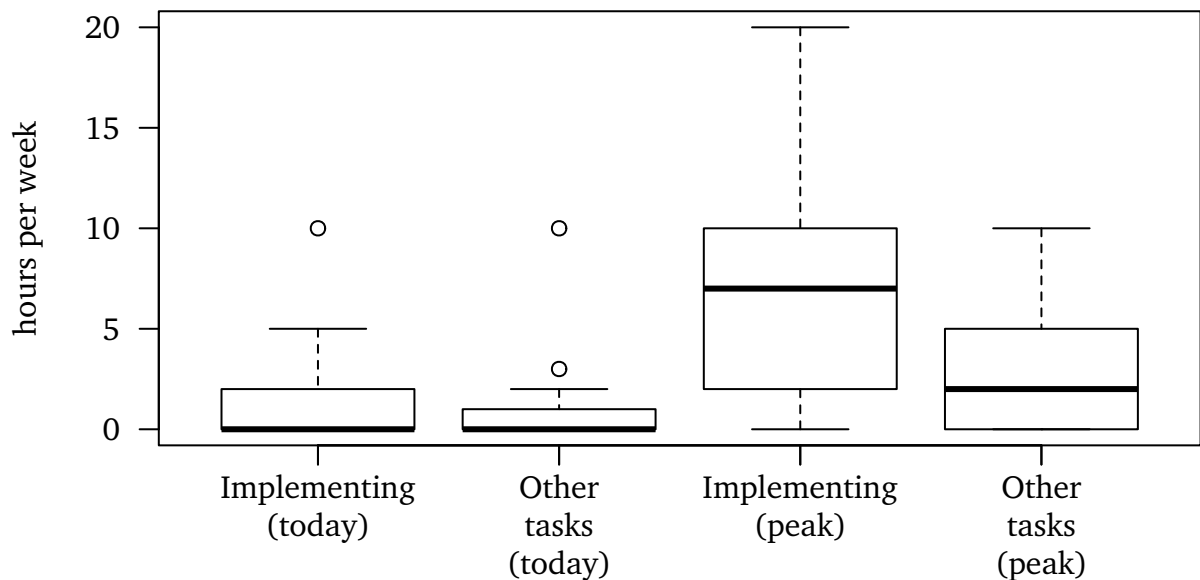 20
15
10
5
0
hours per week
Implementing
(today)
Other
tasks
(today)
Implementing
(peak)
Other
tasks
(peak)